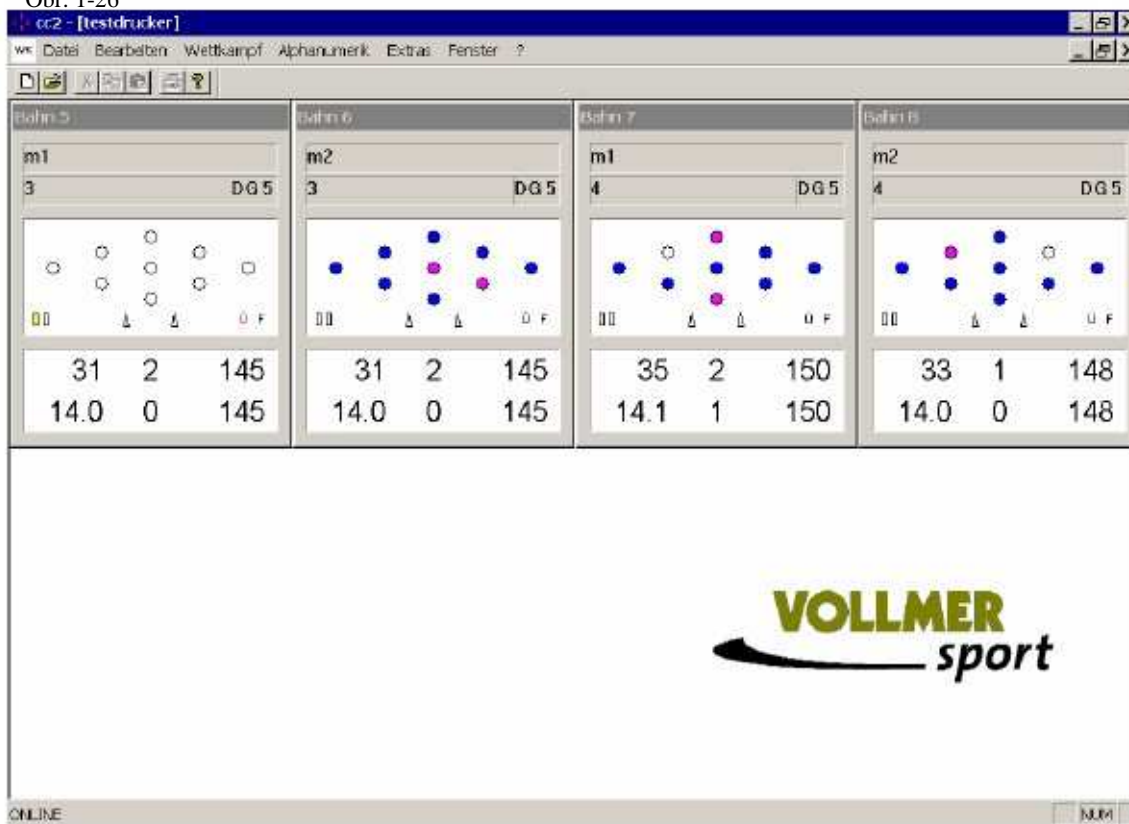 Obr. 1-26
cc2 - [testdrucker]
WK Datei Bearbeiten Wettkampf Alphanumerik Extras Fenster ?
Bahn 5 Bahn 6 Bahn 7 Bahn 8
m1 m2 m1 m2
3 DG 5 3 DG 5 4 DG 5 4 DG 5
31 2 145 31 2 145 35 2 150 33 1 148
14.0 0 145 14.0 0 145 14.1 1 150 14.0 0 148
VOLLMER
sport
ONLINE NUM